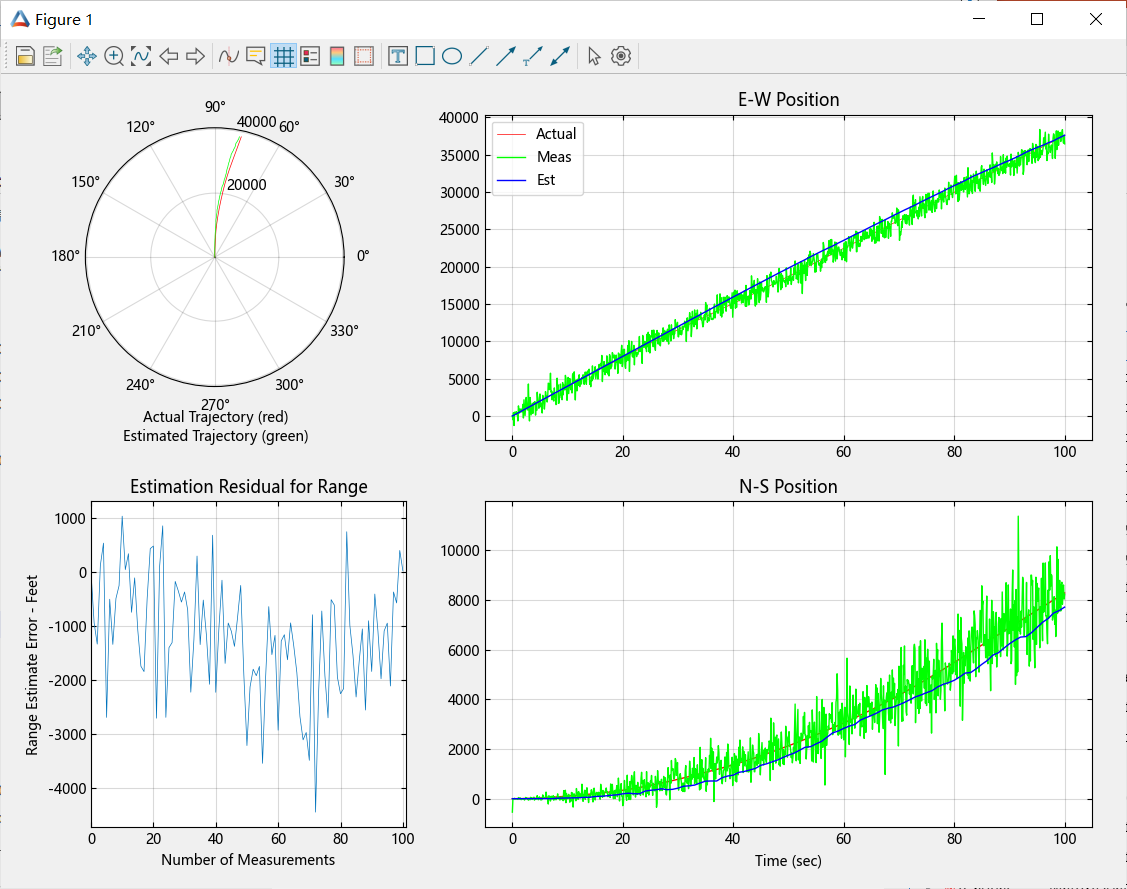 Figure 1
90°
120°
40000
60°
150°
20000
30°
180°
0°
210°
330°
240°
300°
270°
Actual Trajectory (red)
Estimated Trajectory (green)
E-W Position
Actual
Meas
Est
40000
35000
30000
25000
20000
15000
10000
5000
0
0 20 40 60 80 100
Estimation Residual for Range
Range Estimate Error - Feet
1000
0
-1000
-2000
-3000
-4000
0 20 40 60 80 100
Number of Measurements
N-S Position
10000
8000
6000
4000
2000
0
0 20 40 60 80 100
Time (sec)